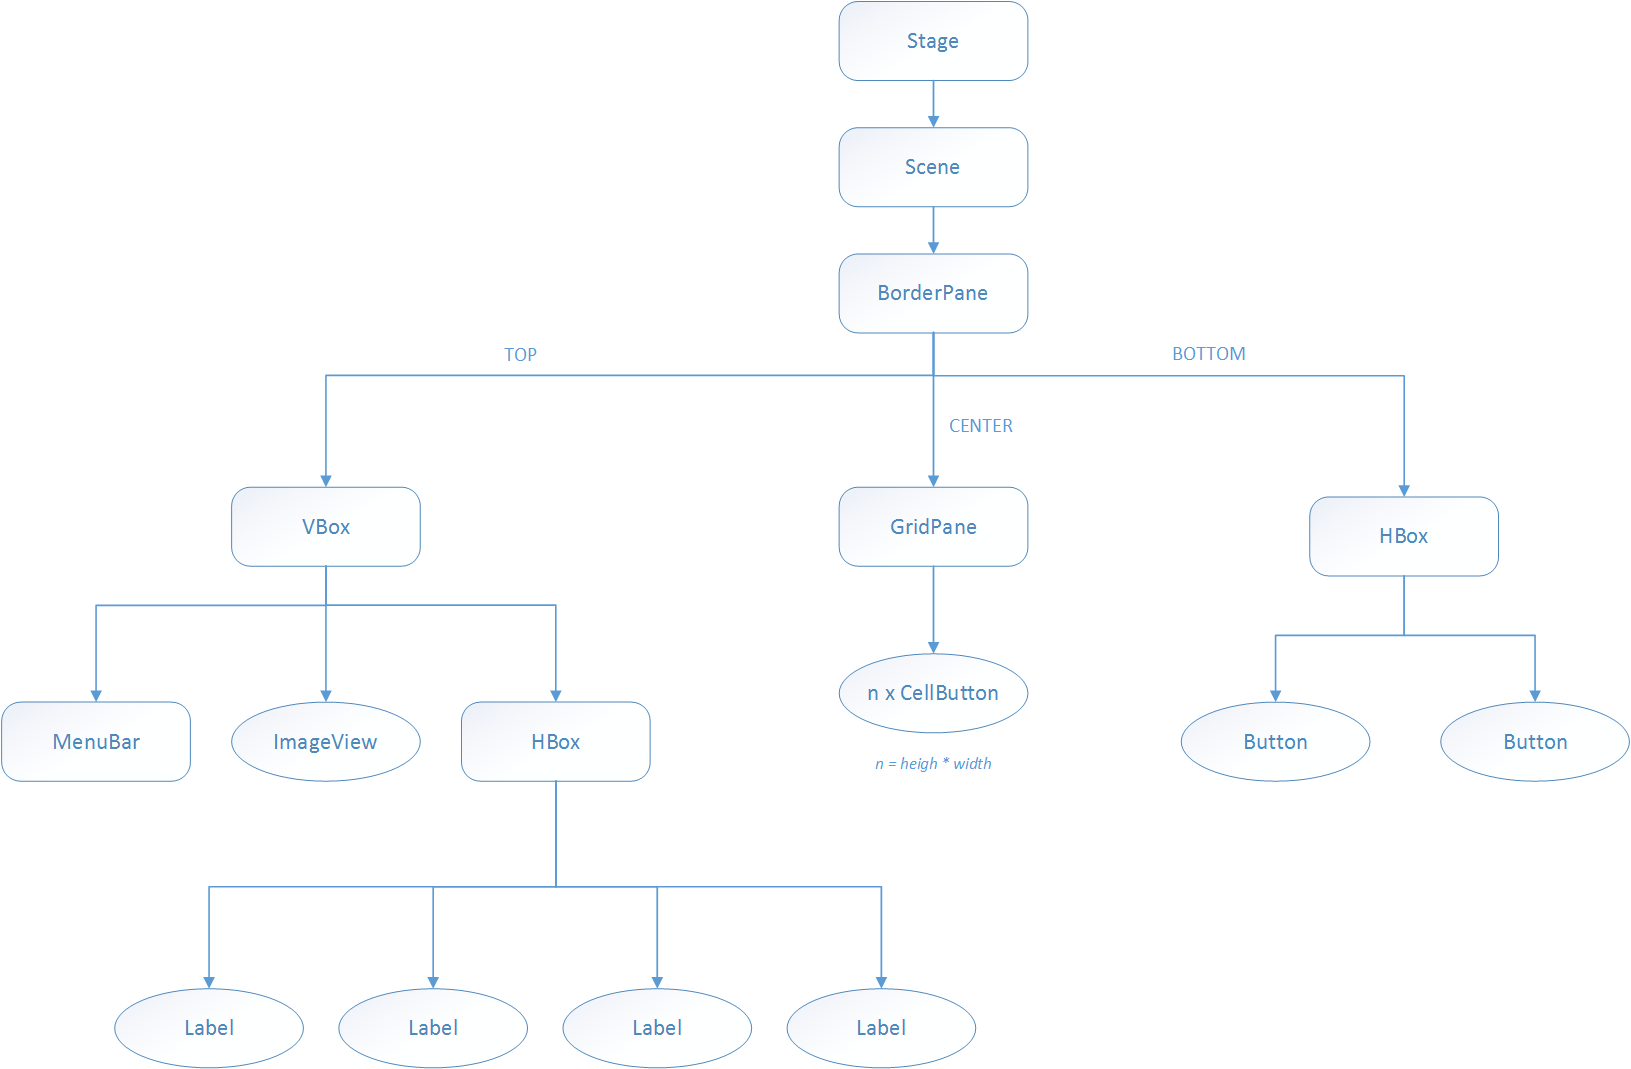 Stage
Scene
BorderPane
TOP
BOTTOM
CENTER
VBox
GridPane
HBox
n x CellButton
MenuBar
ImageView
HBox
Button
Button
n = heigh * width
Label
Label
Label
Label